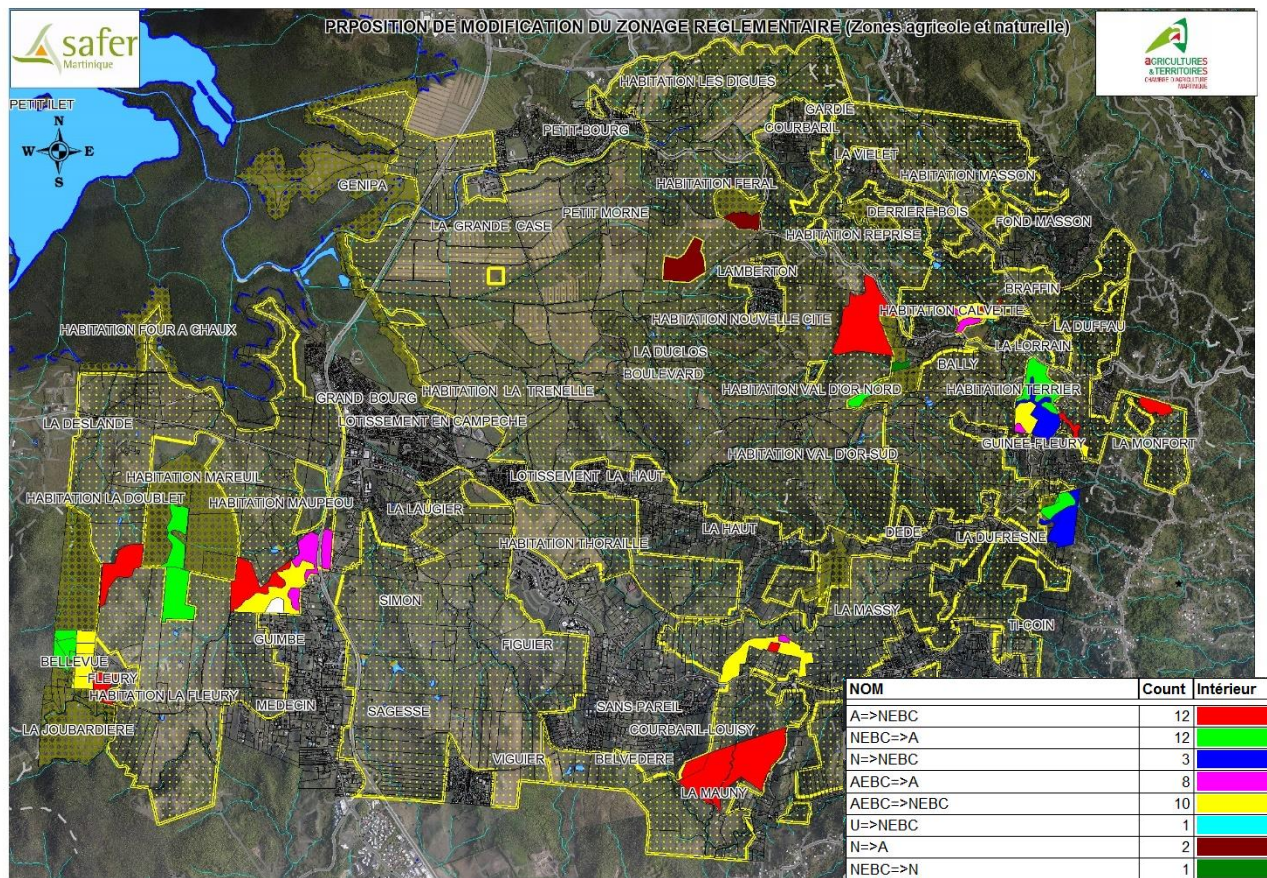 PRPOSITION DE MODIFICATION DU ZONAGE REGLEMENTAIRE (Zones agricole et naturelle)
safer
Martinique
aGRICULTURES
& TERRITOIRES
CHAMBRE D'AGRICULTURE
MARTINIQUE
PETIT ILET
N
W E
S
HABITATION LES DIGUES
GARDIE
PETIT-BOURG
COURBARIL
LA VIELET
HABITATION MASSON
GENIPA
HABITATION FERAL
PETIT MORNE
DERRIERE-BOIS
FOND-MASSON
LA GRANDE CASE
HABITATION REPRISE
LAMBERTON
BRAFFIN
HABITATION CALVETTE
HABITATION NOUVELLE CITE
LA DUFFAU
HABITATION FOUR A CHAUX
LA LORRAIN
LA DUCLOS
BOULEVARD
BALLY
HABITATION LA TRENELLE
HABITATION VAL D'OR-NORD
HABITATION TERRIER
GRAND BOURG
LA DESLANDE
LOTISSEMENT EN CAMPECHE
GUINEE-FLEURY
LA MONFORT
HABITATION VAL D'OR-SUD
HABITATION MAREUIL
LOTISSEMENT LA HAUT
HABITATION LA DOUBLET
HABITATION MAUPEOU
LA LAUGIER
LA HAUT
DEDE
LA DUFRESNE
HABITATION THORAILLE
SIMON
LA MASSY
TI-COIN
GUIMBE
FIGUIER
BELLEVUE
FLEURY
HABITATION LA FLEURY
MEDECIN
SAGESSE
SANS-PAREIL
LA JOUBARDIERE
COURBARIL-LOUISY
VIGUIER
BELVEDERE
LA MAUNY
NOM Count Intérieur
A=>NEBC 12
NEBC=>A 12
N=>NEBC 3
AEBC=>A 8
AEBC=>NEBC 10
U=>NEBC 1
N=>A 2
NEBC=>N 1